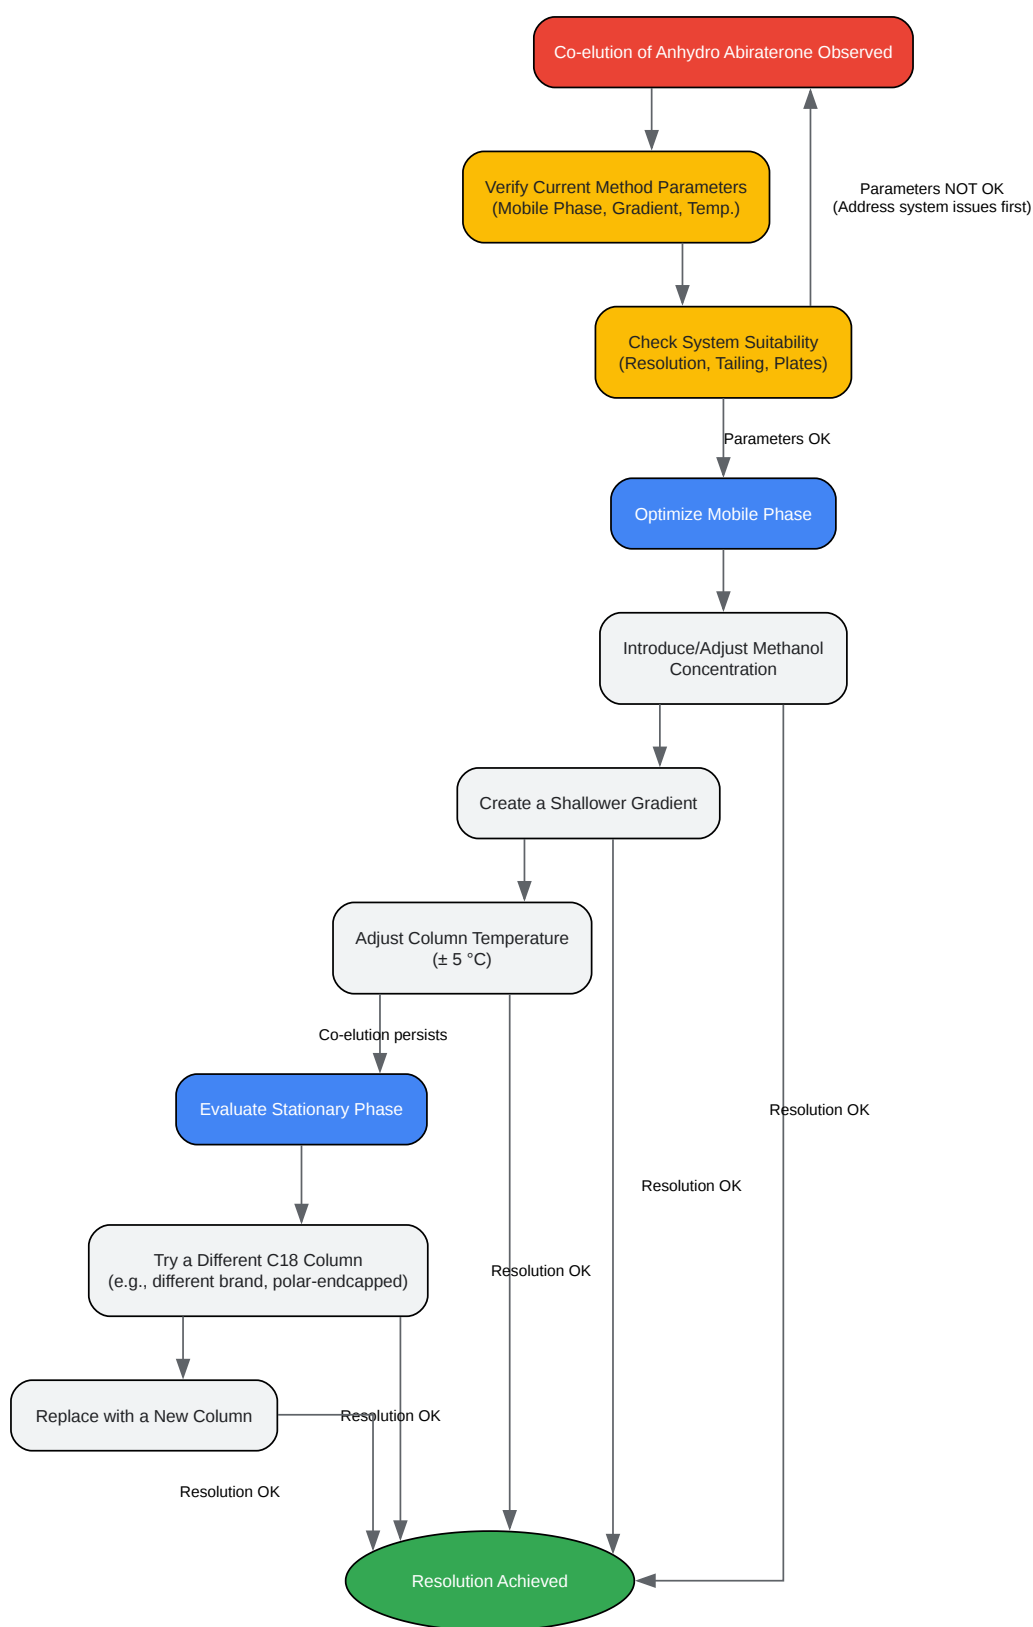 Co-elution of Anhydro Abiraterone Observed
Verify Current Method Parameters
(Mobile Phase, Gradient, Temp.)
Parameters NOT OK
(Address system issues first)
Check System Suitability
(Resolution, Tailing, Plates)
Parameters OK
Optimize Mobile Phase
Introduce/Adjust Methanol
Concentration
Create a Shallower Gradient
Adjust Column Temperature
(± 5 °C)
Co-elution persists
Evaluate Stationary Phase
Resolution OK
Resolution OK
Try a Different C18 Column
(e.g., different brand, polar-endcapped)
Resolution OK
Replace with a New Column
Resolution OK
Resolution OK
Resolution Achieved